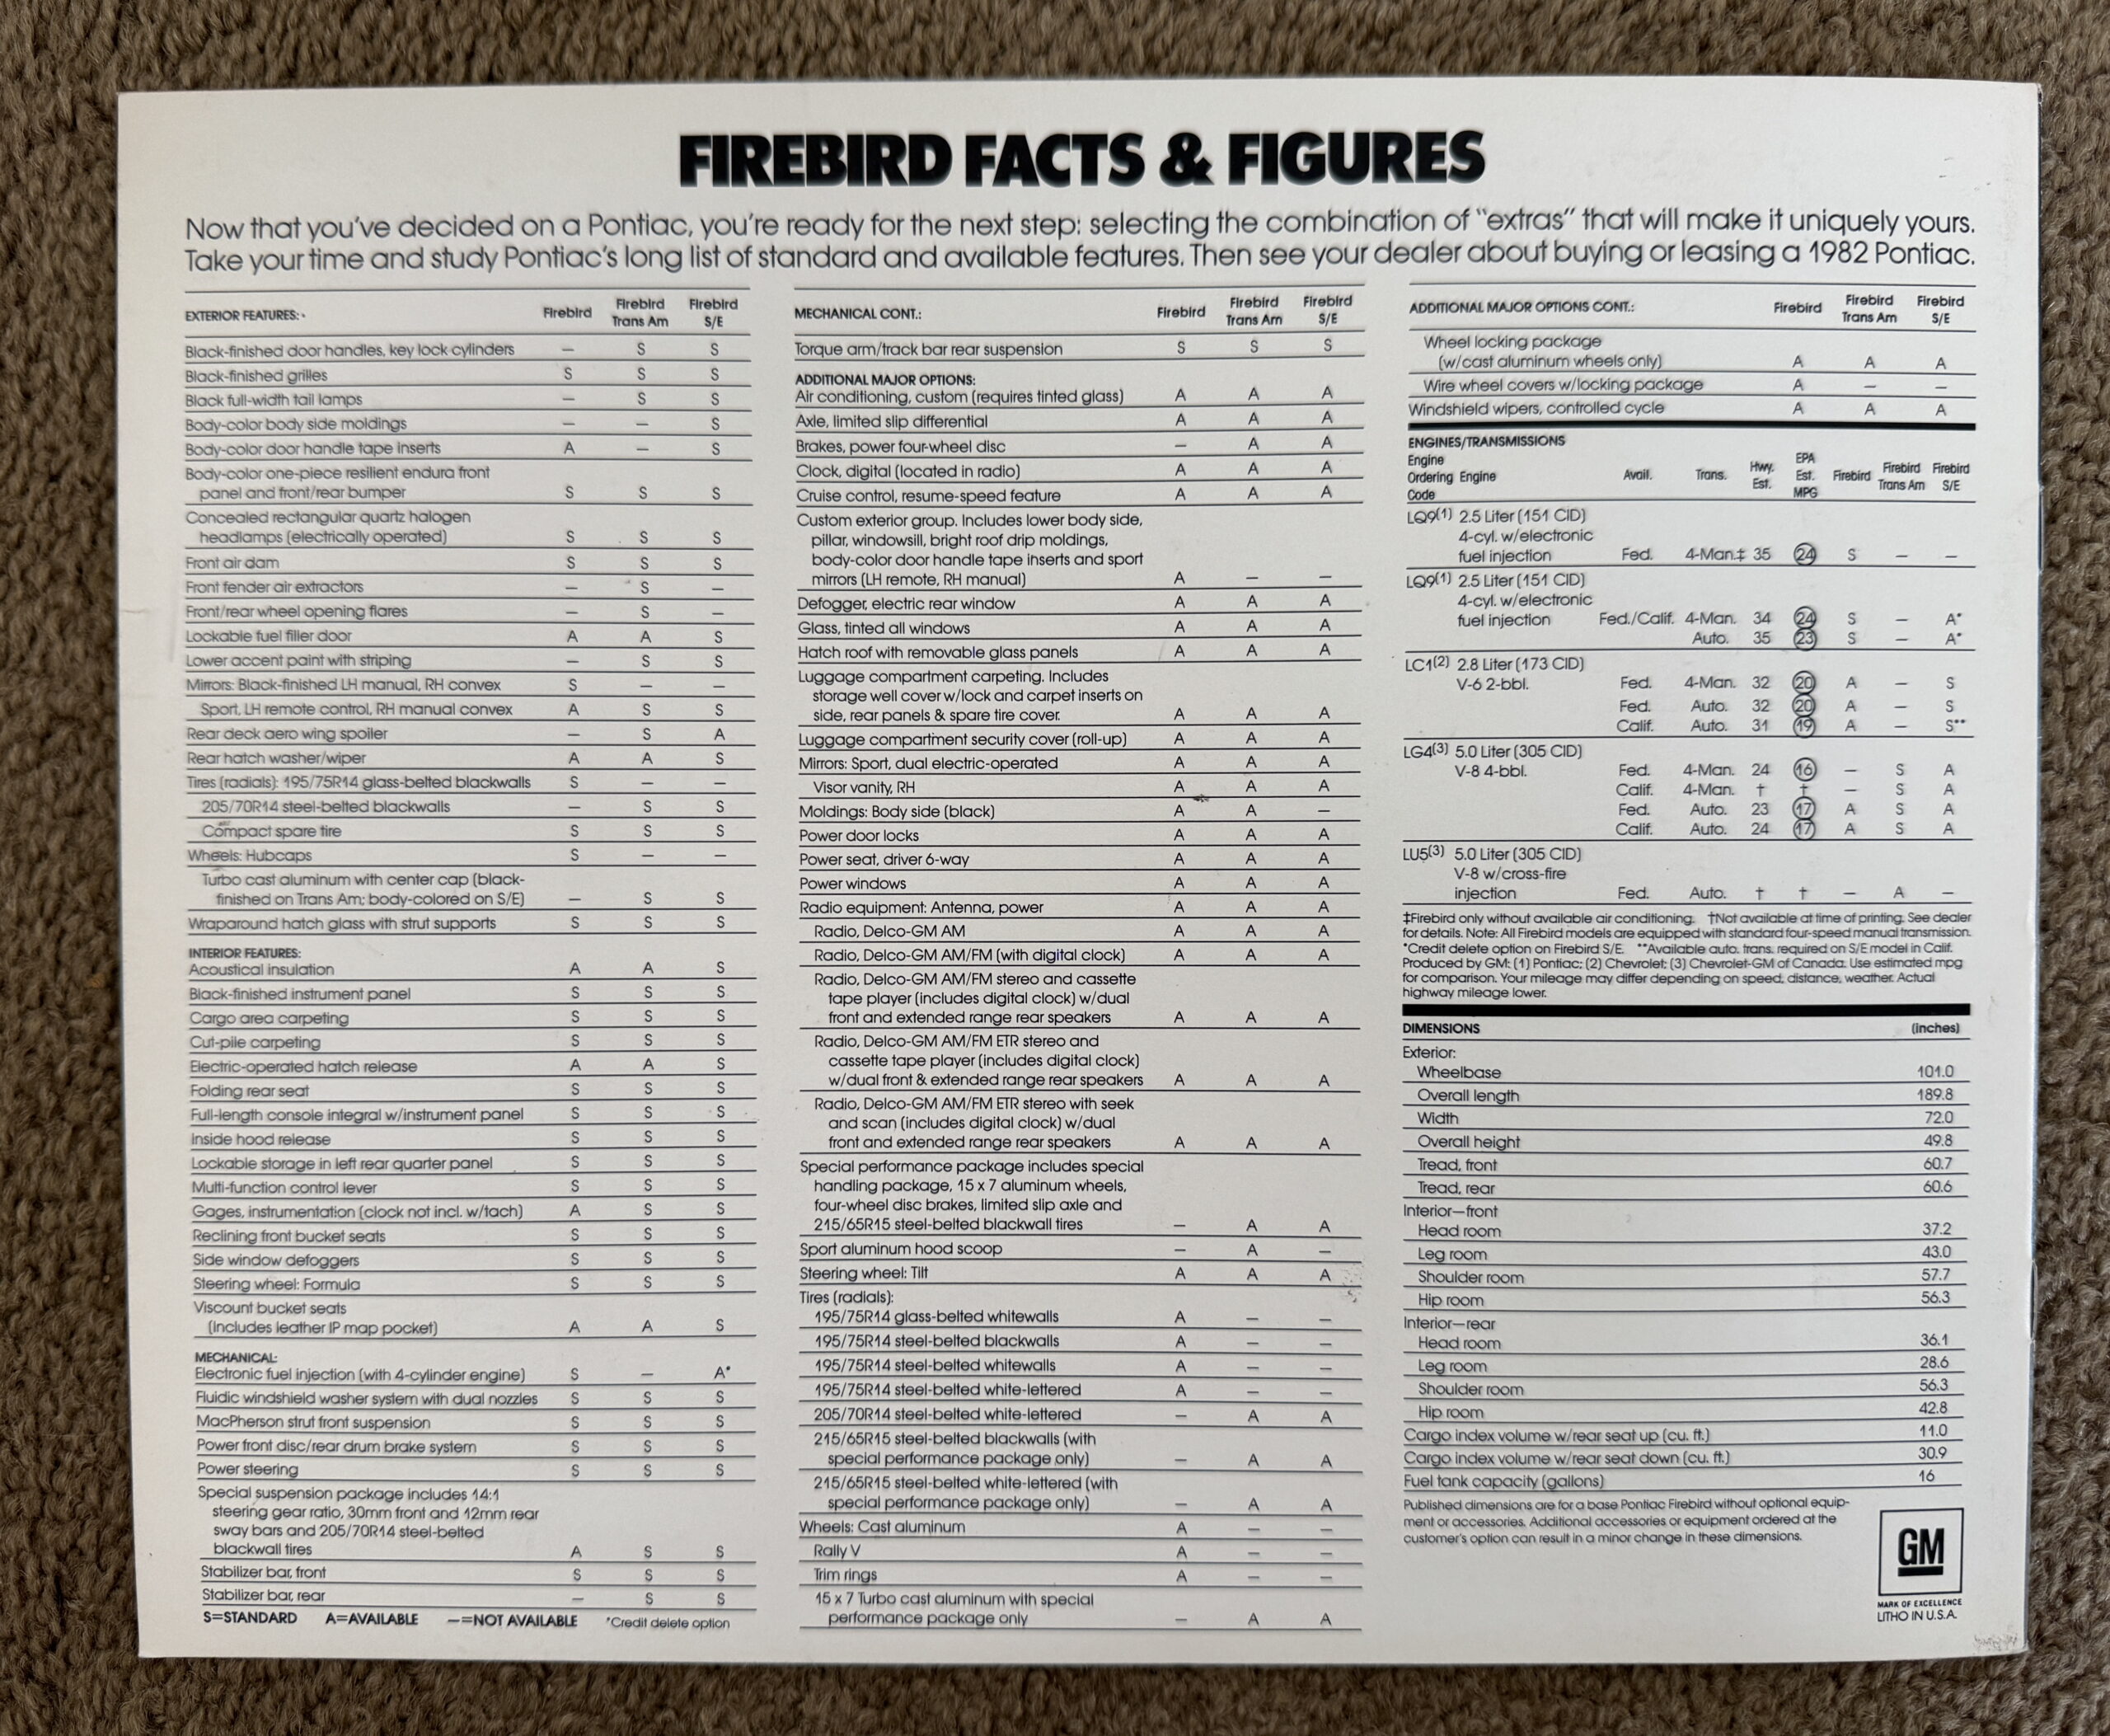 FIREBIRD FACTS & FIGURES
Now that you've decided on a Pontiac, you're ready for the next step: selecting the combination of "extras" that will make it uniquely yours.
Take your time and study Pontiac's long list of standard and available features. Then see your dealer about buying or leasing a 1982 Pontiac.
EXTERIOR FEATURES: Firebird Firebird Trans Am Firebird S/E
Black-finished door handles, key lock cylinders — S S
Black-finished grilles S S S
Black full-width tail lamps — S S
Body-color body side moldings — — S
Body-color door handle tape inserts A — S
Body-color one-piece resilient endura front
panel and front/rear bumper S S S
Concealed rectangular quartz halogen
headlamps (electrically operated) S S S
Front air dam S S S
Front fender air extractors — S —
Front/rear wheel opening flares — S —
Lockable fuel filler door A A S
Lower accent paint with striping — S S
Mirrors: Black-finished LH manual, RH convex S — —
Sport, LH remote control, RH manual convex A S S
Rear deck aero wing spoiler — S A
Rear hatch washer/wiper A A S
Tires (radials): 195/75R14 glass-belted blackwalls S — —
205/70R14 steel-belted blackwalls — S S
Compact spare tire S S S
Wheels: Hubcaps S — —
Turbo cast aluminum with center cap (black-
finished on Trans Am; body-colored on S/E) — S S
Wraparound hatch glass with strut supports S S S
INTERIOR FEATURES:
Acoustical insulation A A S
Black-finished instrument panel S S S
Cargo area carpeting S S S
Cut-pile carpeting S S S
Electric-operated hatch release A A S
Folding rear seat S S S
Full-length console integral w/instrument panel S S S
Inside hood release S S S
Lockable storage in left rear quarter panel S S S
Multi-function control lever S S S
Gages, instrumentation (clock not incl. w/tach) A S S
Reclining front bucket seats S S S
Side window defoggers S S S
Steering wheel: Formula S S S
Viscount bucket seats
(includes leather IP map pocket) A A S
MECHANICAL:
Electronic fuel injection (with 4-cylinder engine) S — A*
Fluidic windshield washer system with dual nozzles S S S
MacPherson strut front suspension S S S
Power front disc/rear drum brake system S S S
Power steering S S S
Special suspension package includes 14:1
steering gear ratio, 30mm front and 12mm rear
sway bars and 205/70R14 steel-belted
blackwall tires A S S
Stabilizer bar, front S S S
Stabilizer bar, rear — S S
S=STANDARD A=AVAILABLE —=NOT AVAILABLE *Credit delete option
MECHANICAL CONT.: Firebird Firebird Trans Am Firebird S/E
Torque arm/track bar rear suspension S S S
ADDITIONAL MAJOR OPTIONS:
Air conditioning, custom (requires tinted glass) A A A
Axle, limited slip differential A A A
Brakes, power four-wheel disc — A A
Clock, digital (located in radio) A A A
Cruise control, resume-speed feature A A A
Custom exterior group. Includes lower body side,
pillar, windowsill, bright roof drip moldings,
body-color door handle tape inserts and sport
mirrors (LH remote, RH manual) A — —
Defogger, electric rear window A A A
Glass, tinted all windows A A A
Hatch roof with removable glass panels A A A
Luggage compartment carpeting. Includes
storage well cover w/lock and carpet inserts on
side, rear panels & spare tire cover. A A A
Luggage compartment security cover (roll-up) A A A
Mirrors: Sport, dual electric-operated A A A
Visor vanity, RH A A A
Moldings: Body side (black) A A —
Power door locks A A A
Power seat, driver 6-way A A A
Power windows A A A
Radio equipment: Antenna, power A A A
Radio, Delco-GM AM A A A
Radio, Delco-GM AM/FM (with digital clock) A A A
Radio, Delco-GM AM/FM stereo and cassette
tape player (includes digital clock) w/dual
front and extended range rear speakers A A A
Radio, Delco-GM AM/FM ETR stereo and
cassette tape player (includes digital clock)
w/dual front & extended range rear speakers A A A
Radio, Delco-GM AM/FM ETR stereo with seek
and scan (includes digital clock) w/dual
front and extended range rear speakers A A A
Special performance package includes special
handling package, 15 x 7 aluminum wheels,
four-wheel disc brakes, limited slip axle and
215/65R15 steel-belted blackwall tires — A A
Sport aluminum hood scoop — A —
Steering wheel: Tilt A A A
Tires (radials):
195/75R14 glass-belted whitewalls A — —
195/75R14 steel-belted blackwalls A — —
195/75R14 steel-belted whitewalls A — —
195/75R14 steel-belted white-lettered A — —
205/70R14 steel-belted white-lettered — A A
215/65R15 steel-belted blackwalls (with
special performance package only) — A A
215/65R15 steel-belted white-lettered (with
special performance package only) — A A
Wheels: Cast aluminum A — —
Rally V A — —
Trim rings A — —
15 x 7 Turbo cast aluminum with special
performance package only — A A
ADDITIONAL MAJOR OPTIONS CONT.: Firebird Firebird Trans Am Firebird S/E
Wheel locking package
(w/cast aluminum wheels only) A A A
Wire wheel covers w/locking package A — —
Windshield wipers, controlled cycle A A A
ENGINES/TRANSMISSIONS
Engine Ordering Code Engine Avail. Trans. Hwy. Est. EPA Est. MPG Firebird Firebird Trans Am Firebird S/E
LQ9(1) 2.5 Liter (151 CID)
4-cyl. w/electronic
fuel injection Fed. 4-Man.‡ 35 24 S — —
LQ9(1) 2.5 Liter (151 CID)
4-cyl. w/electronic
fuel injection Fed./Calif. 4-Man. 34 24 S — A*
Auto. 35 23 S — A*
LC1(2) 2.8 Liter (173 CID)
V-6 2-bbl. Fed. 4-Man. 32 20 A — S
Fed. Auto. 32 20 A — S
Calif. Auto. 31 19 A — S**
LG4(3) 5.0 Liter (305 CID)
V-8 4-bbl. Fed. 4-Man. 24 16 — S A
Calif. 4-Man. † † — S A
Fed. Auto. 23 17 A S A
Calif. Auto. 24 17 A S A
LU5(3) 5.0 Liter (305 CID)
V-8 w/cross-fire
injection Fed. Auto. † † — A —
‡Firebird only without available air conditioning. †Not available at time of printing. See dealer
for details. Note: All Firebird models are equipped with standard four-speed manual transmission.
*Credit delete option on Firebird S/E. **Available auto. trans. required on S/E model in Calif.
Produced by GM: (1) Pontiac; (2) Chevrolet; (3) Chevrolet-GM of Canada. Use estimated mpg
for comparison. Your mileage may differ depending on speed, distance, weather. Actual
highway mileage lower.
DIMENSIONS (inches)
Exterior:
Wheelbase 101.0
Overall length 189.8
Width 72.0
Overall height 49.8
Tread, front 60.7
Tread, rear 60.6
Interior—front
Head room 37.2
Leg room 43.0
Shoulder room 57.7
Hip room 56.3
Interior—rear
Head room 36.1
Leg room 28.6
Shoulder room 56.3
Hip room 42.8
Cargo index volume w/rear seat up (cu. ft.) 11.0
Cargo index volume w/rear seat down (cu. ft.) 30.9
Fuel tank capacity (gallons) 16
Published dimensions are for a base Pontiac Firebird without optional equip-
ment or accessories. Additional accessories or equipment ordered at the
customer's option can result in a minor change in these dimensions.
GM
MARK OF EXCELLENCE
LITHO IN U.S.A.